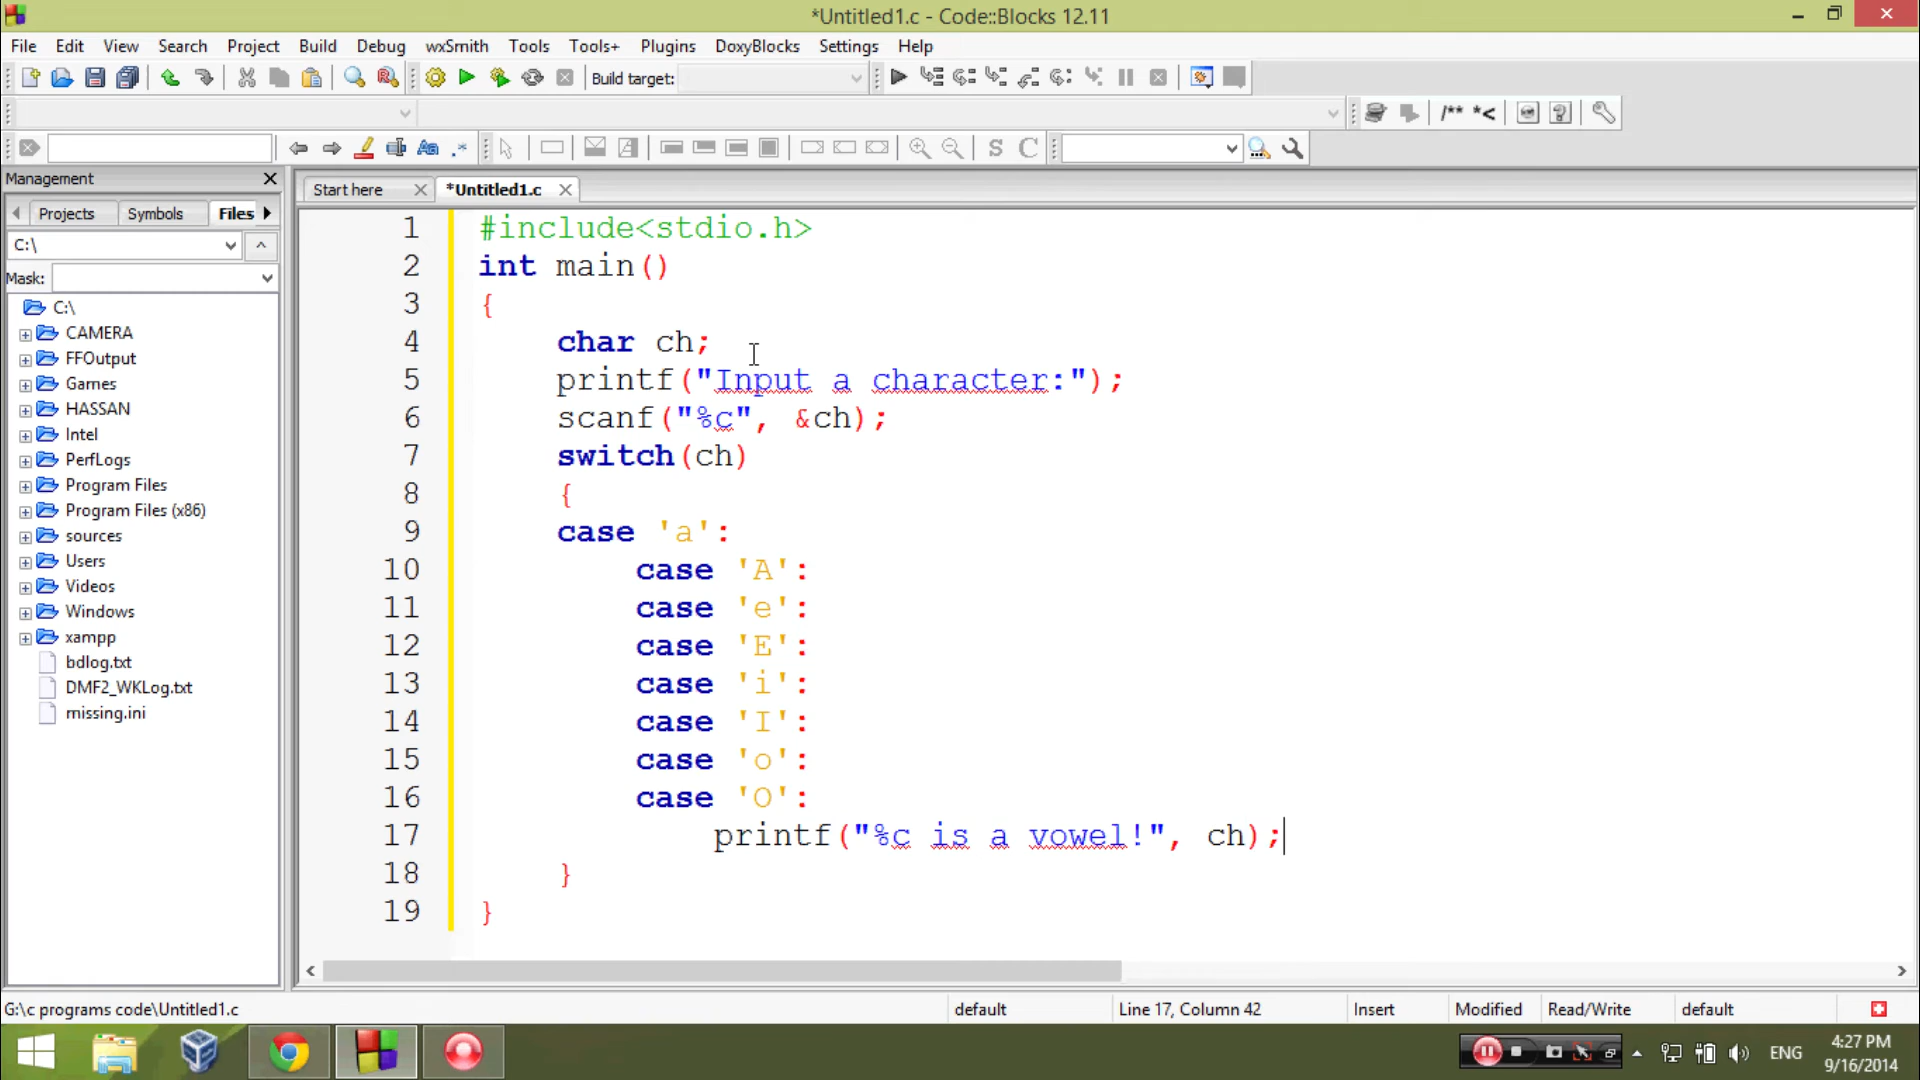 *Untitled1.c - Code::Blocks 12.11
File Edit View Search Project Build Debug wxSmith Tools Tools+ Plugins DoxyBlocks Settings Help
Build target:
/** *<
S C
Management
Start here *Untitled1.c
Projects Symbols Files
C:\
Mask:
C:\
CAMERA
FFOutput
Games
HASSAN
Intel
PerfLogs
Program Files
Program Files (x86)
sources
Users
Videos
Windows
xampp
bdlog.txt
DMF2_WKLog.txt
missing.ini
1 #include<stdio.h>
2 int main()
3 {
4 char ch;
5 printf("Input a character:");
6 scanf("%c", &ch);
7 switch(ch)
8 {
9 case 'a':
10 case 'A':
11 case 'e':
12 case 'E':
13 case 'i':
14 case 'I':
15 case 'o':
16 case 'O':
17 printf("%c is a vowel!", ch);
18 }
19 }
G:\c programs code\Untitled1.c default Line 17, Column 42 Insert Modified Read/Write default
ENG 4:27 PM
9/16/2014